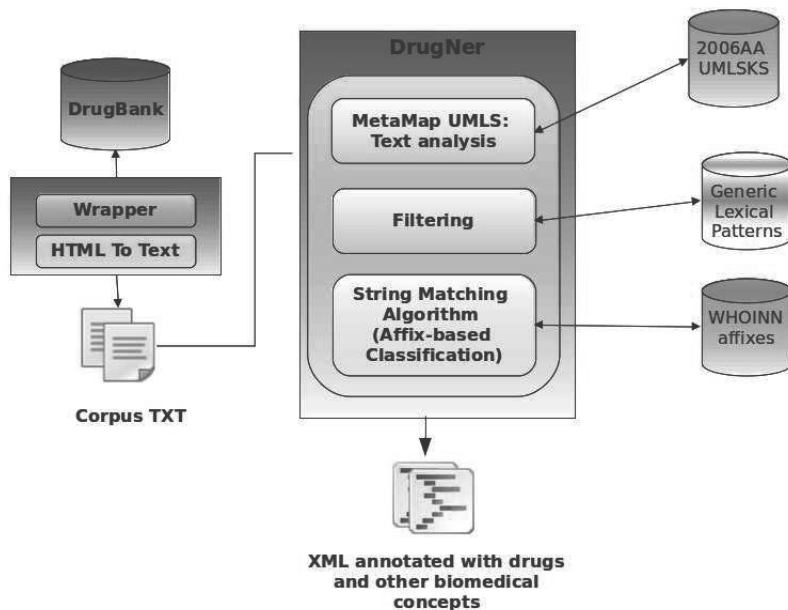 DrugBank
Wrapper
HTML To Text
Corpus TXT
DrugNer
MetaMap UMLS:
Text analysis
Filtering
String Matching
Algorithm
(Affix-based
Classification)
2006AA
UMLSKS
Generic
Lexical
Patterns
WHOINN
affixes
XML annotated with drugs
and other biomedical
concepts